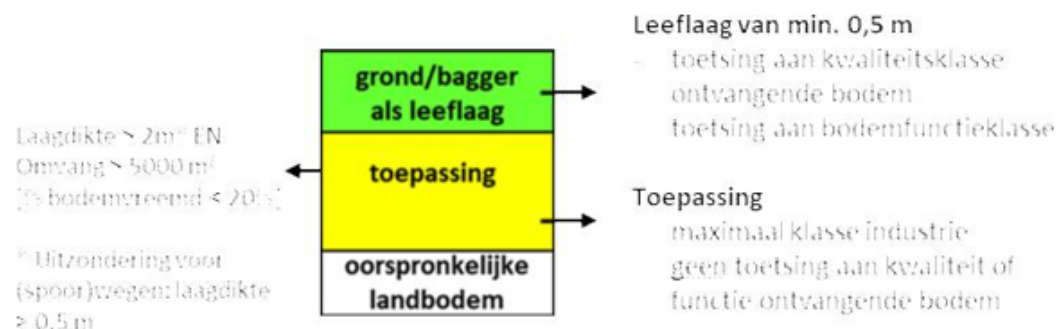 Leeflaag van min. 0,5 m
- toetsing aan kwaliteitsklasse
ontvangende bodem
toetsing aan bodemfunctieklasse
grond/bagger
als leeflaag
Laagdikte > 2m* EN
Omvang > 5000 m³
[% bodemvreemd < 20%]
toepassing
Toepassing
maximaal klasse industrie
geen toetsing aan kwaliteit of
functie ontvangende bodem
* Uitzondering voor
(spoor)wegen: laagdikte
> 0,5 m
oorspronkelijke
landbodem